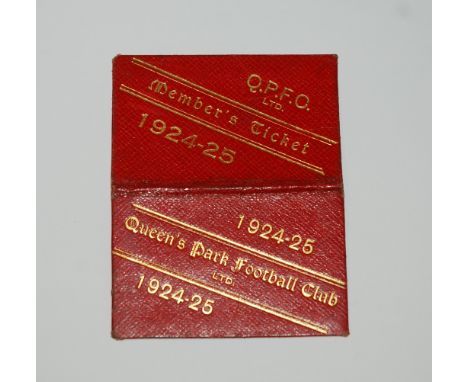 Q.P.F.C.
LTD.
Member's Ticket
1924-25
1924-25
Queen's Park Football Club
LTD.
1924-25